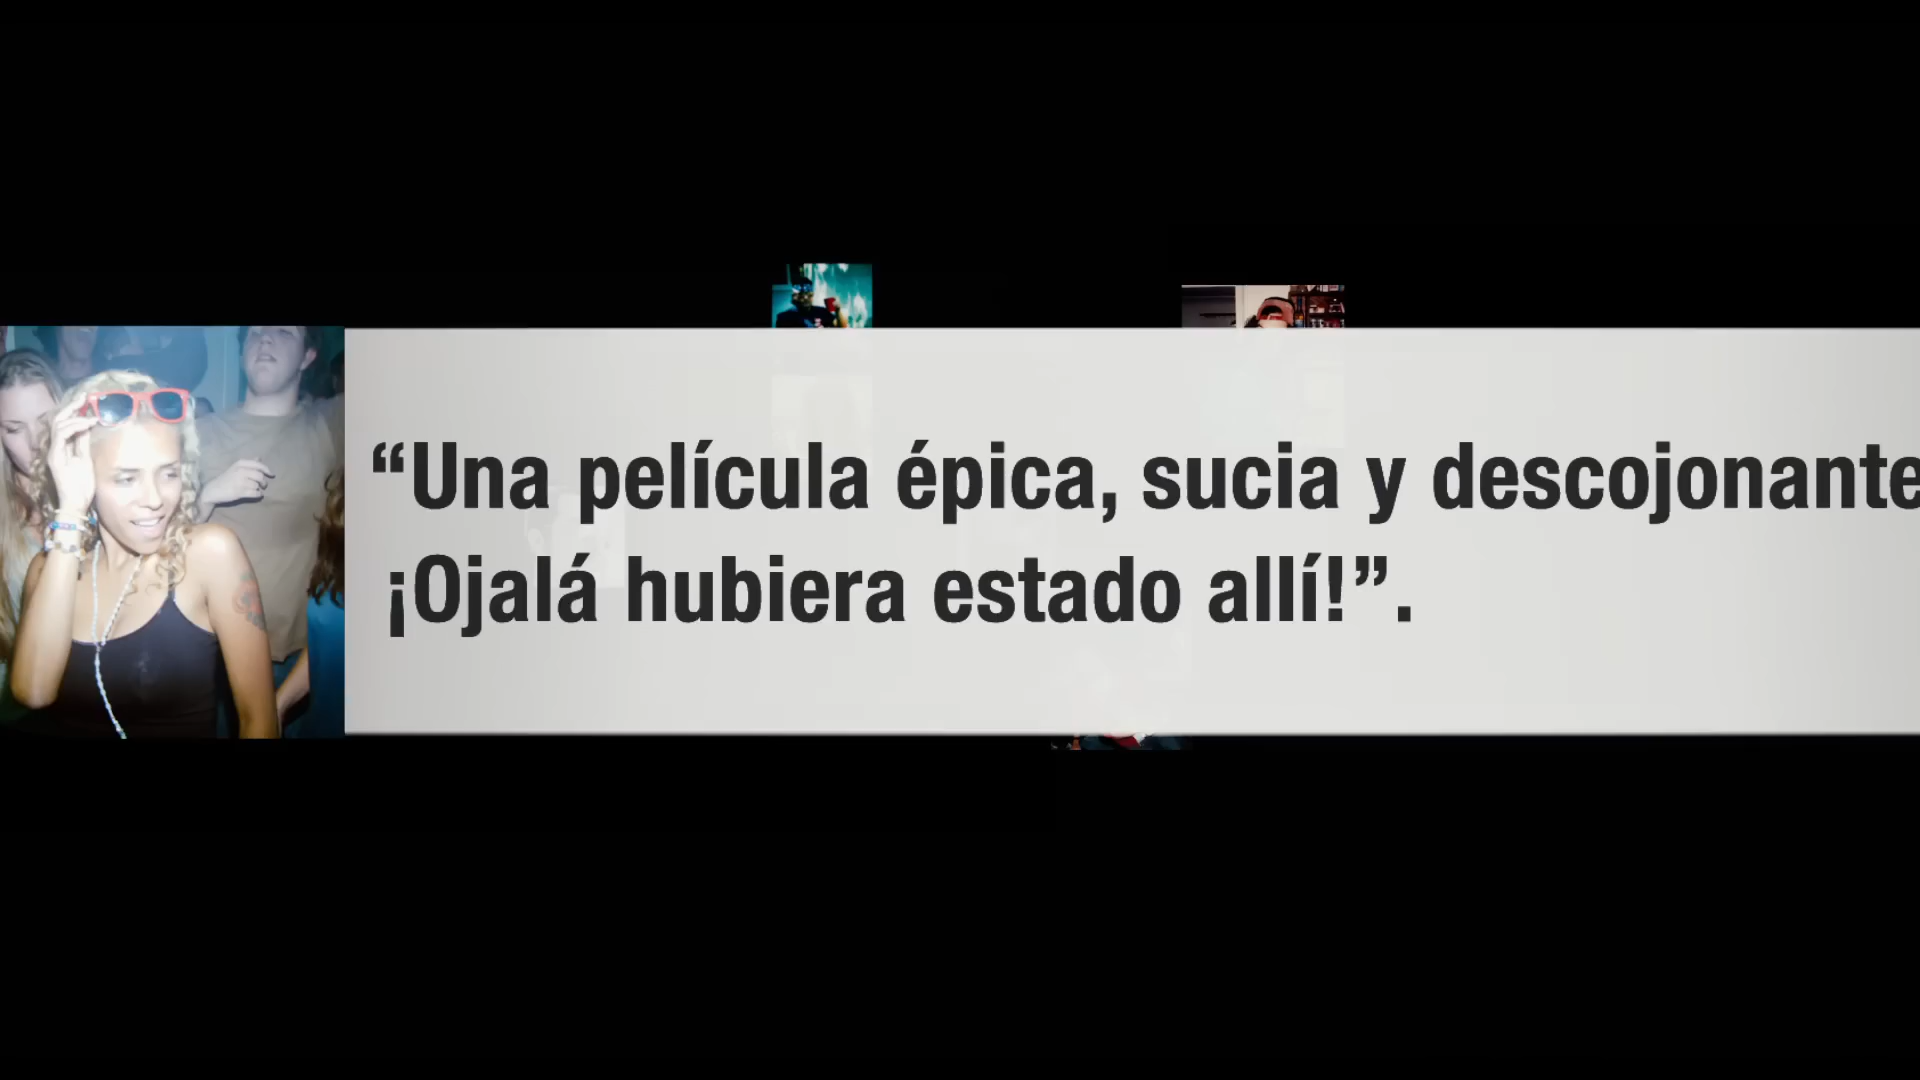 “Una película épica, sucia y descojonante
¡Ojalá hubiera estado allí!”.